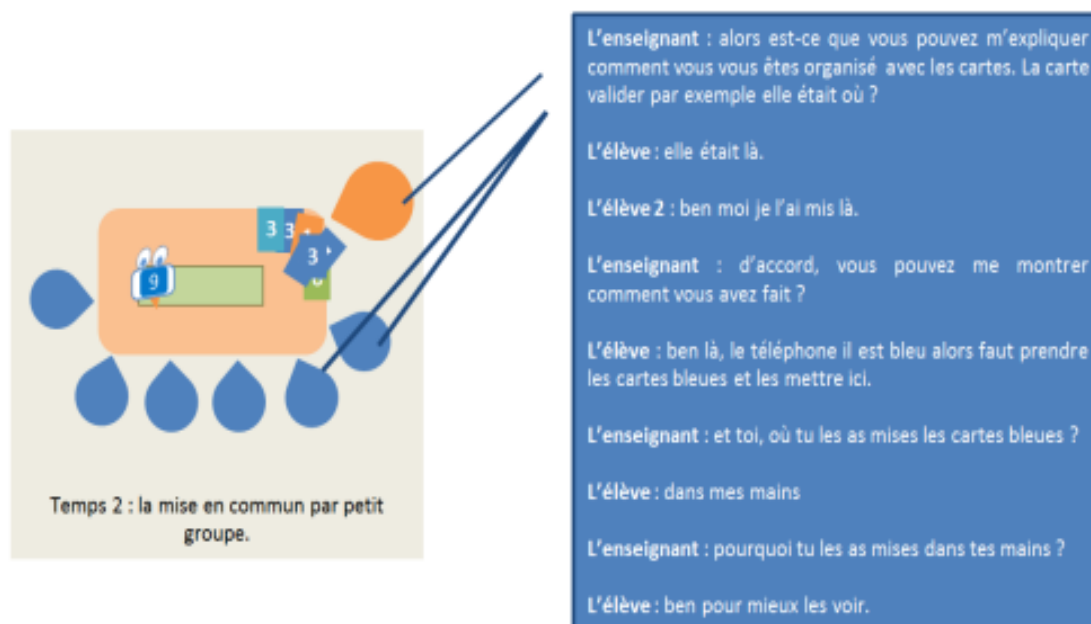 L'enseignant : alors est-ce que vous pouvez m'expliquer
comment vous vous êtes organisé avec les cartes. La carte
valider par exemple elle était où ?
L'élève : elle était là.
L'élève 2 : ben moi je l'ai mis là.
L'enseignant : d'accord, vous pouvez me montrer
comment vous avez fait ?
L'élève : ben là, le téléphone il est bleu alors faut prendre
les cartes bleues et les mettre ici.
L'enseignant : et toi, où tu les as mises les cartes bleues ?
L'élève : dans mes mains
L'enseignant : pourquoi tu les as mises dans tes mains ?
L'élève : ben pour mieux les voir.
3 3
3
9
Temps 2 : la mise en commun par petit
groupe.